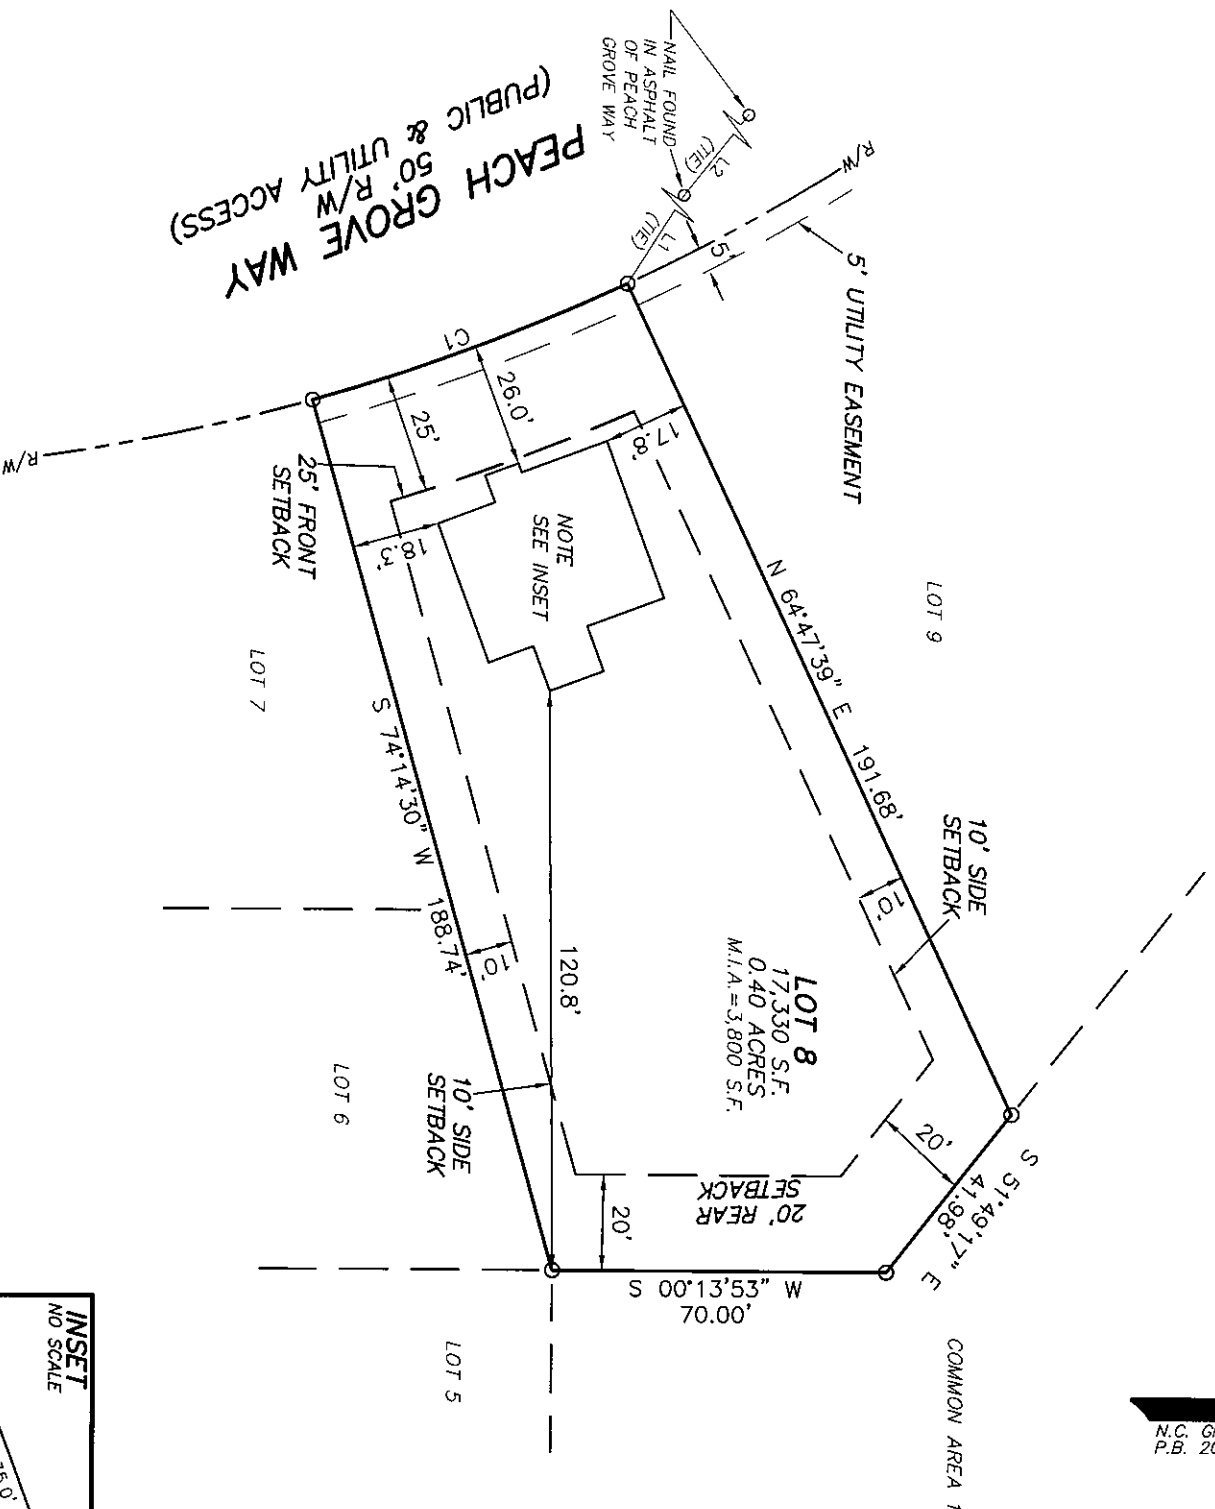 NAIL FOUND
IN ASPHALT
OF PEACH
GROVE WAY
L2
(TIE)
L1
(TIE)
R/W
5'
5' UTILITY EASEMENT
PEACH GROVE WAY
50' R/W
(PUBLIC & UTILITY ACCESS)
C1
R/W
26.0'
25'
17.8'
18.3'
25' FRONT
SETBACK
NOTE
SEE INSET
LOT 9
N 64°47'39" E 191.68'
LOT 7
S 74°14'30" W 188.74'
10' SIDE
SETBACK
10'
10'
120.8'
LOT 8
17,330 S.F.
0.40 ACRES
M.I.A.=3,800 S.F.
LOT 6
10' SIDE
SETBACK
20'
S 51°49'17" E
41.98'
20' REAR
SETBACK
20'
S 00°13'53" W
70.00'
LOT 5
COMMON AREA
INSET
NO SCALE
N.C.
P.B.